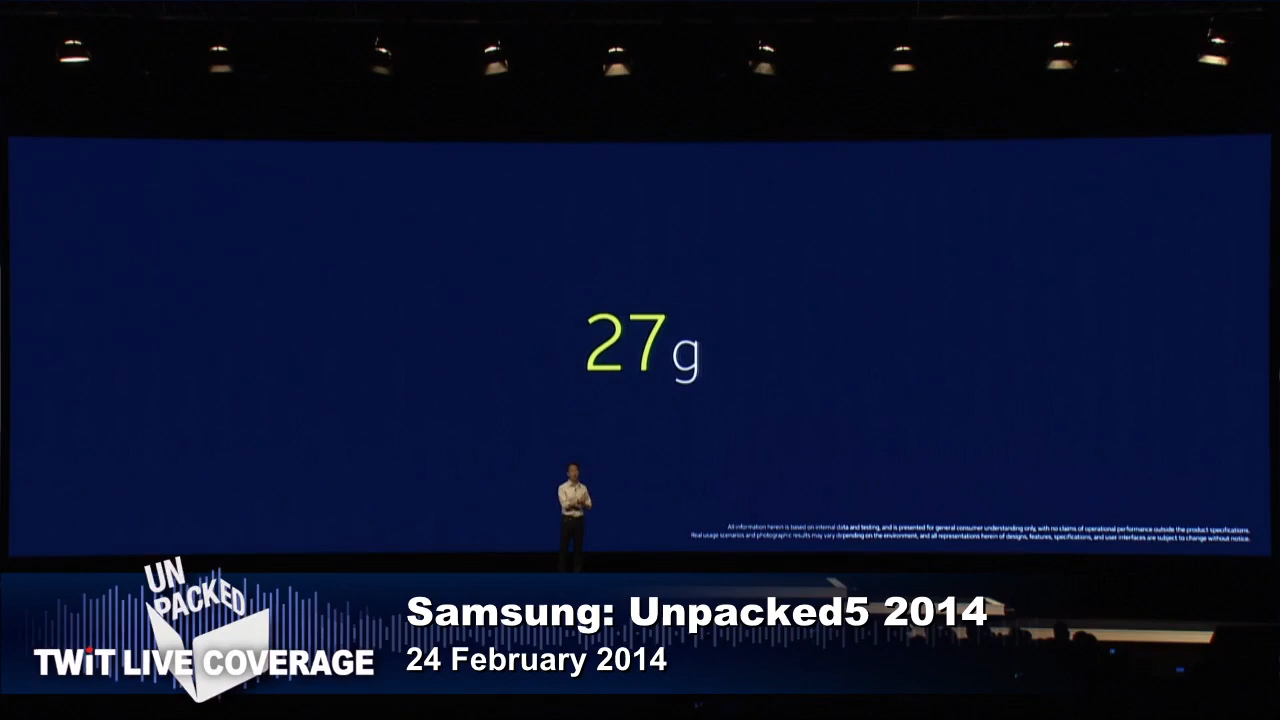 27g
All information herein is based on internal data and testing, and is presented for general consumer understanding only, with no claims of operational performance outside the product specifications.
Real usage scenarios and photographic results may vary depending on the environment, and all representations herein of designs, features, specifications, and user interfaces are subject to change without notice.
UN
PACKED
TWiT LIVE COVERAGE
Samsung: Unpacked5 2014
24 February 2014